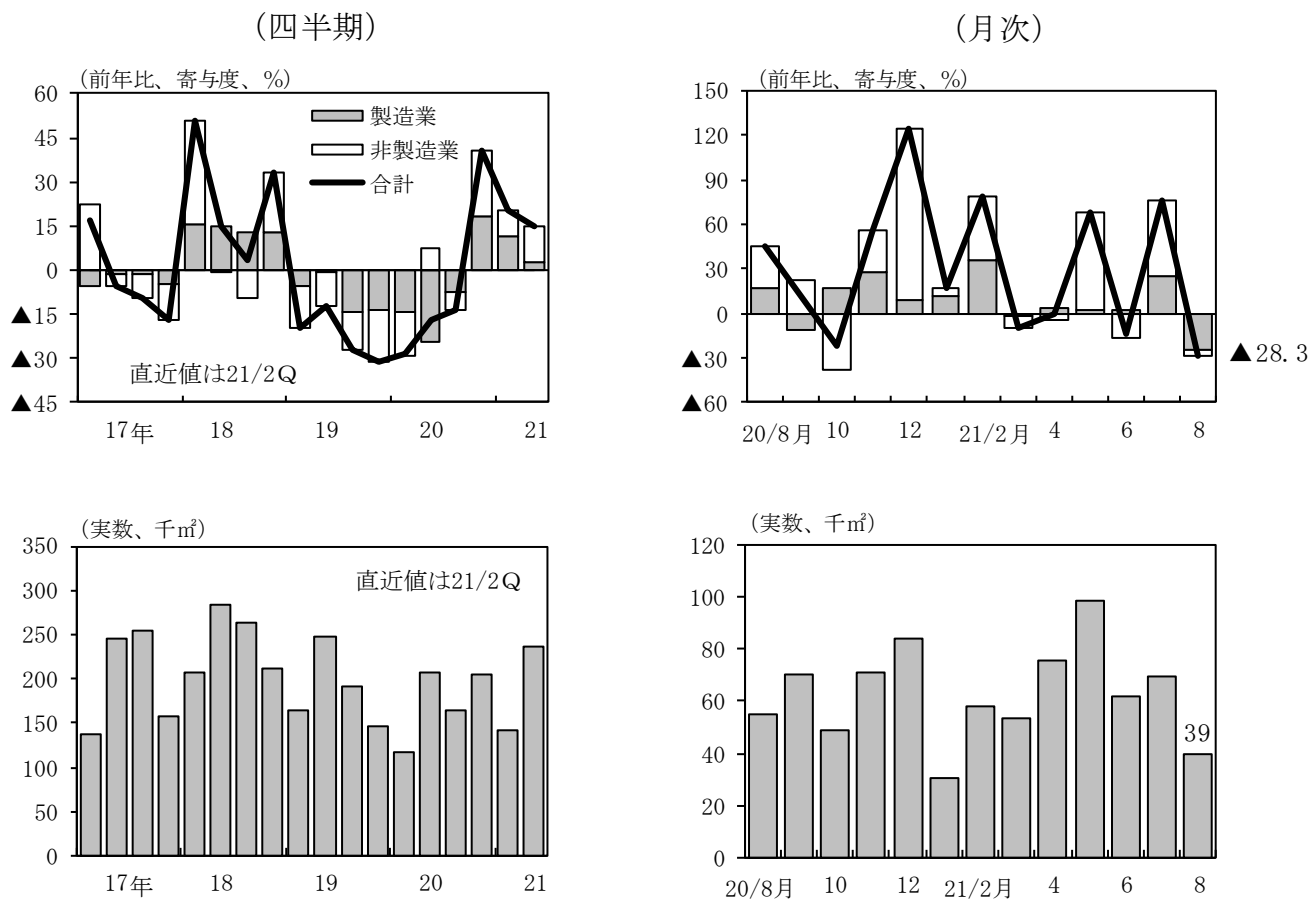 (四半期)
(月次)
(前年比、寄与度、%)
60
45
30
15
0
▲15
▲30
▲45
製造業
非製造業
合計
直近値は21/2Q
17年 18 19 20 21
(前年比、寄与度、%)
150
120
90
60
30
0
▲30
▲60
▲28.3
20/8月 10 12 21/2月 4 6 8
(実数、千㎡)
350
300
250
200
150
100
50
0
直近値は21/2Q
17年 18 19 20 21
(実数、千㎡)
120
100
80
60
40
20
0
39
20/8月 10 12 21/2月 4 6 8